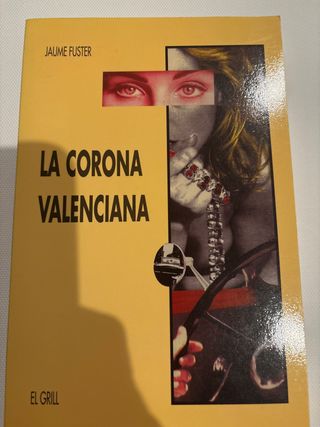 JAUME FUSTER
LA CORONA
VALENCIANA
EL GRILL